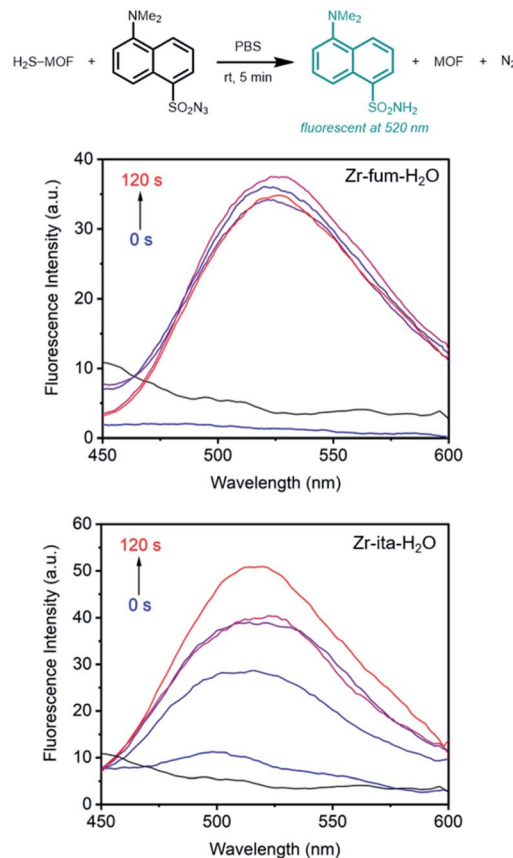 NMe₂
NMe₂
H₂S–MOF + PBS + MOF + N₂
rt, 5 min
SO₂N₃
SO₂NH₂
fluorescent at 520 nm
Zr-fum-H₂O
120 s
0 s
40
30
20
10
0
Fluorescence Intensity (a.u.)
450 500 550 600
Wavelength (nm)
Zr-ita-H₂O
120 s
0 s
60
50
40
30
20
10
0
Fluorescence Intensity (a.u.)
450 500 550 600
Wavelength (nm)